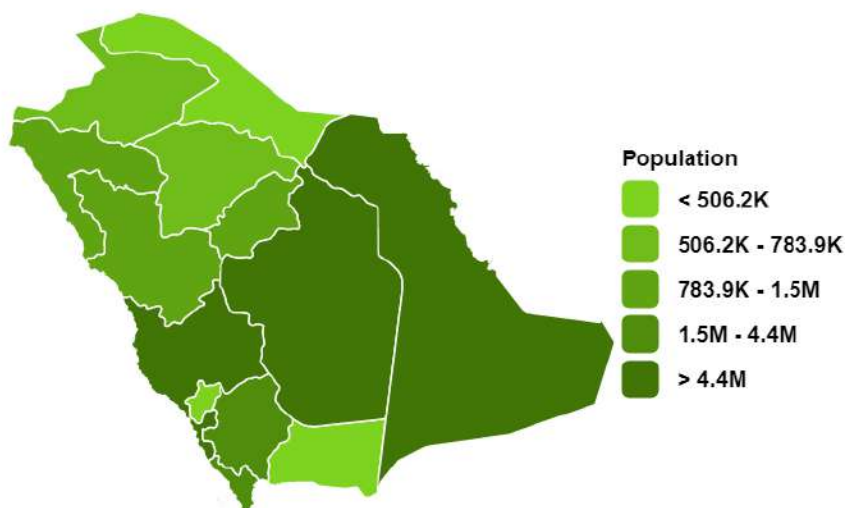 Population
< 506.2K
506.2K - 783.9K
783.9K - 1.5M
1.5M - 4.4M
> 4.4M